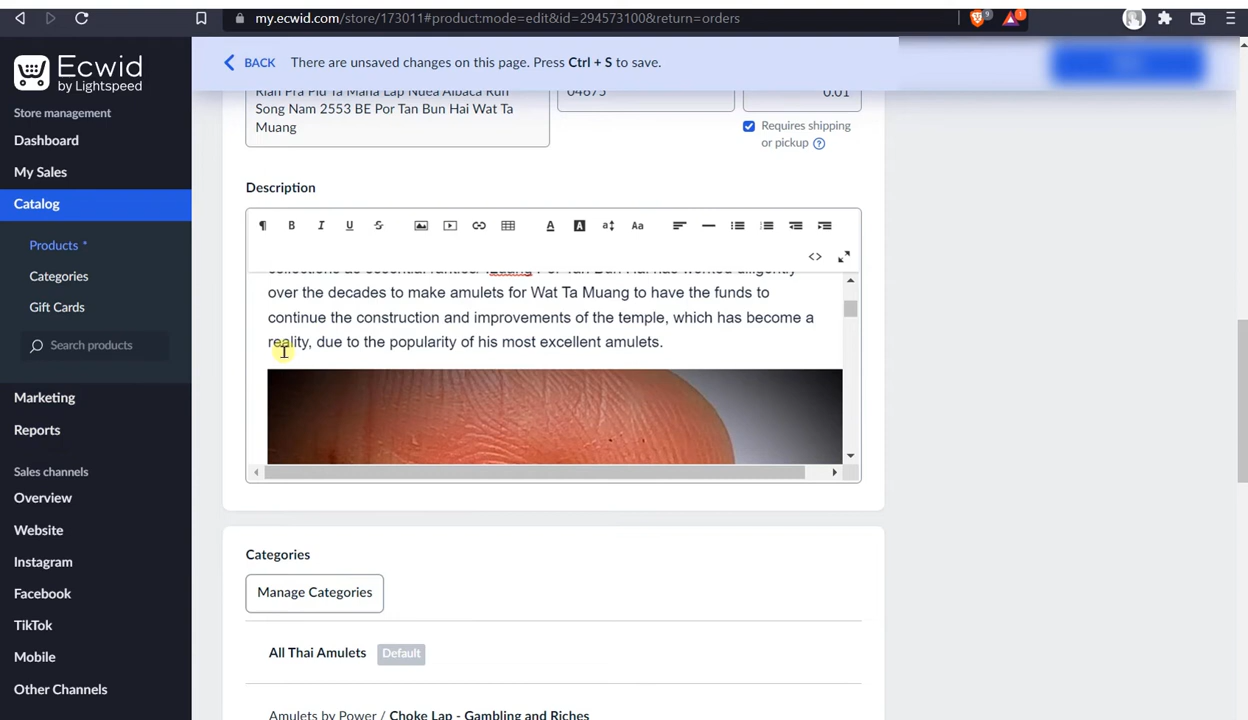 my.ecwid.com/store/173011#product:mode=edit&id=294573100&return=orders
9
1
Ecwid
by Lightspeed
BACK
There are unsaved changes on this page. Press Ctrl + S to save.
Store management
Dashboard
My Sales
Catalog
Products *
Categories
Gift Cards
Search products
Marketing
Reports
Sales channels
Overview
Website
Instagram
Facebook
TikTok
Mobile
Other Channels
Rian Pra Pid Ta Maha Lap Nuea Albaca Run
Song Nam 2553 BE Por Tan Bun Hai Wat Ta
Muang
04675
0.01
Requires shipping
or pickup ?
Description
B I U S
A A Aa
<>
collections as essential rarities. Luang Por Tan Bun Hai has worked diligently
over the decades to make amulets for Wat Ta Muang to have the funds to
continue the construction and improvements of the temple, which has become a
reality, due to the popularity of his most excellent amulets.
Categories
Manage Categories
All Thai Amulets Default
Amulets by Power / Choke Lap - Gambling and Riches